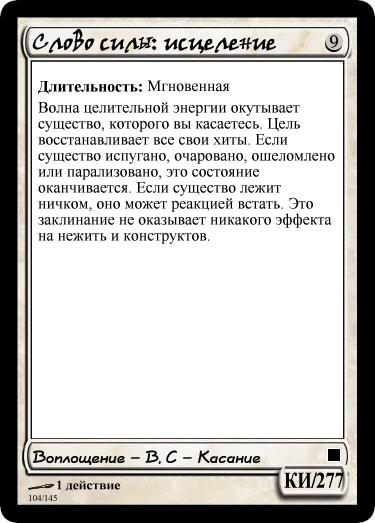 Слово силы: исцеление 9
Длительность: Мгновенная
Волна целительной энергии окутывает
существо, которого вы касаетесь. Цель
восстанавливает все свои хиты. Если
существо испугано, очаровано, ошеломлено
или парализовано, это состояние
оканчивается. Если существо лежит
ничком, оно может реакцией встать. Это
заклинание не оказывает никакого эффекта
на нежить и конструктов.
Воплощение – В, С – Касание
1 действие
КИ/277
104/145